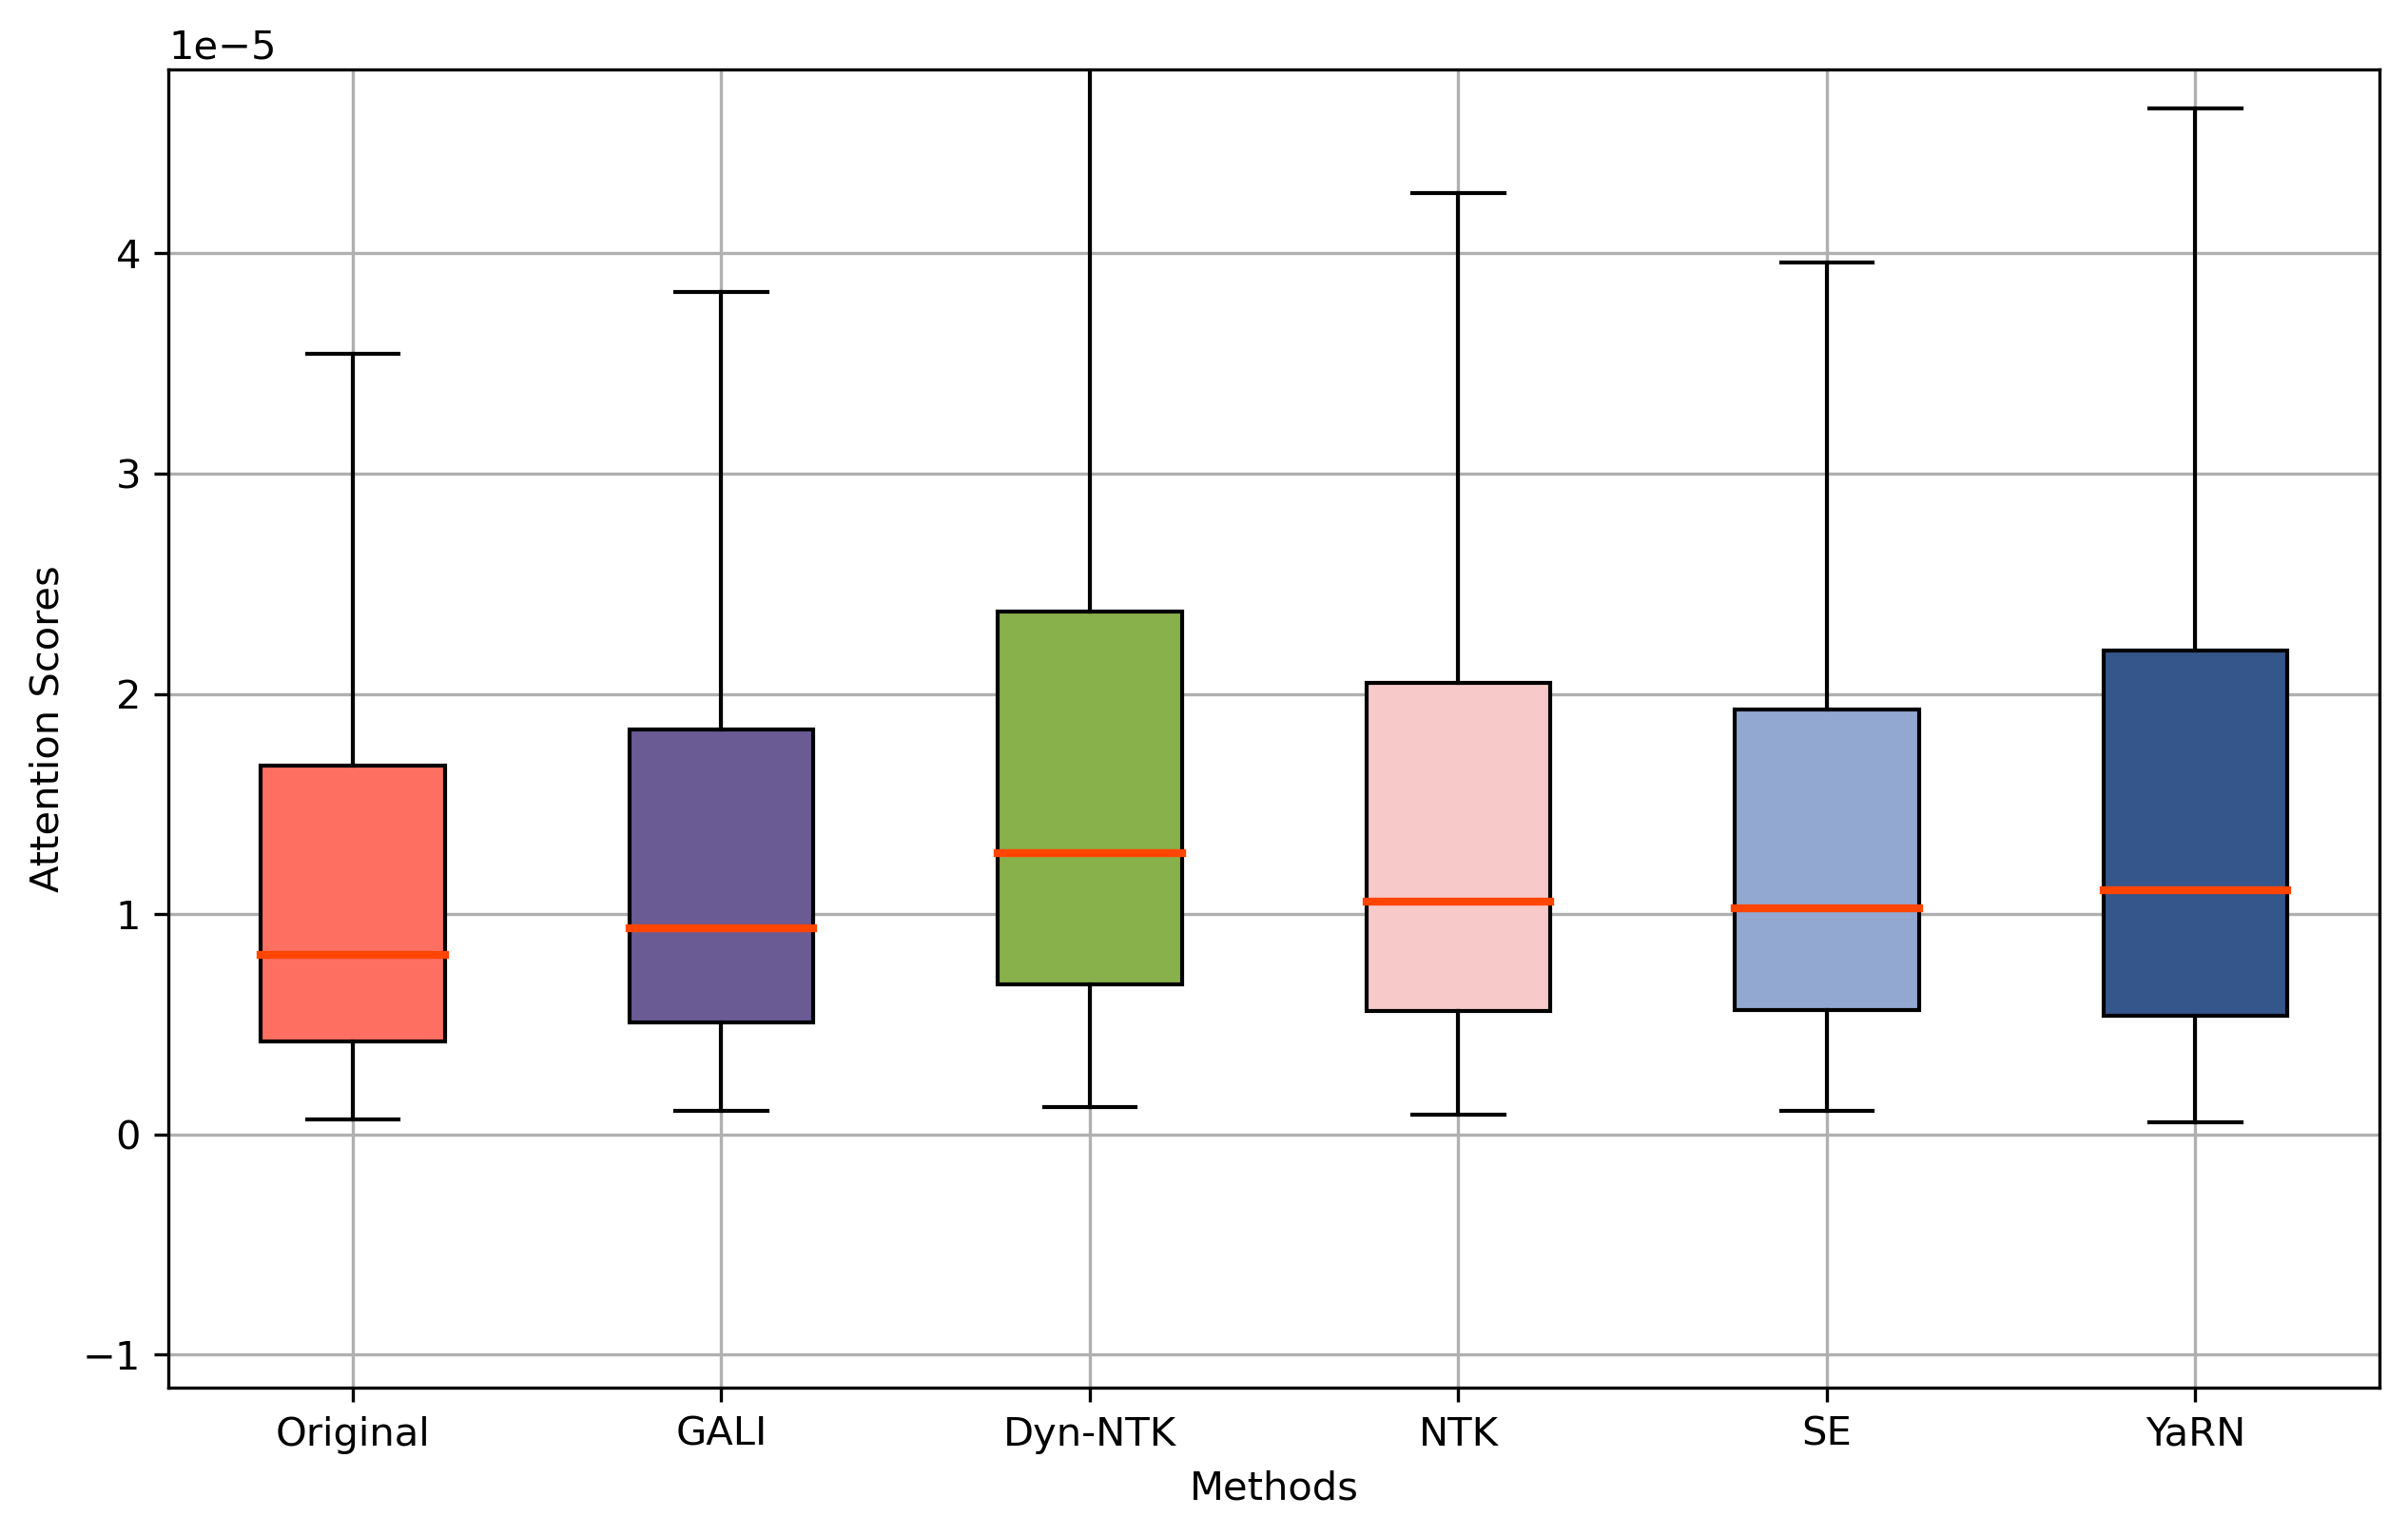 1e−5
4
3
2
1
0
−1
Attention Scores
Original GALI Dyn-NTK NTK SE YaRN
Methods